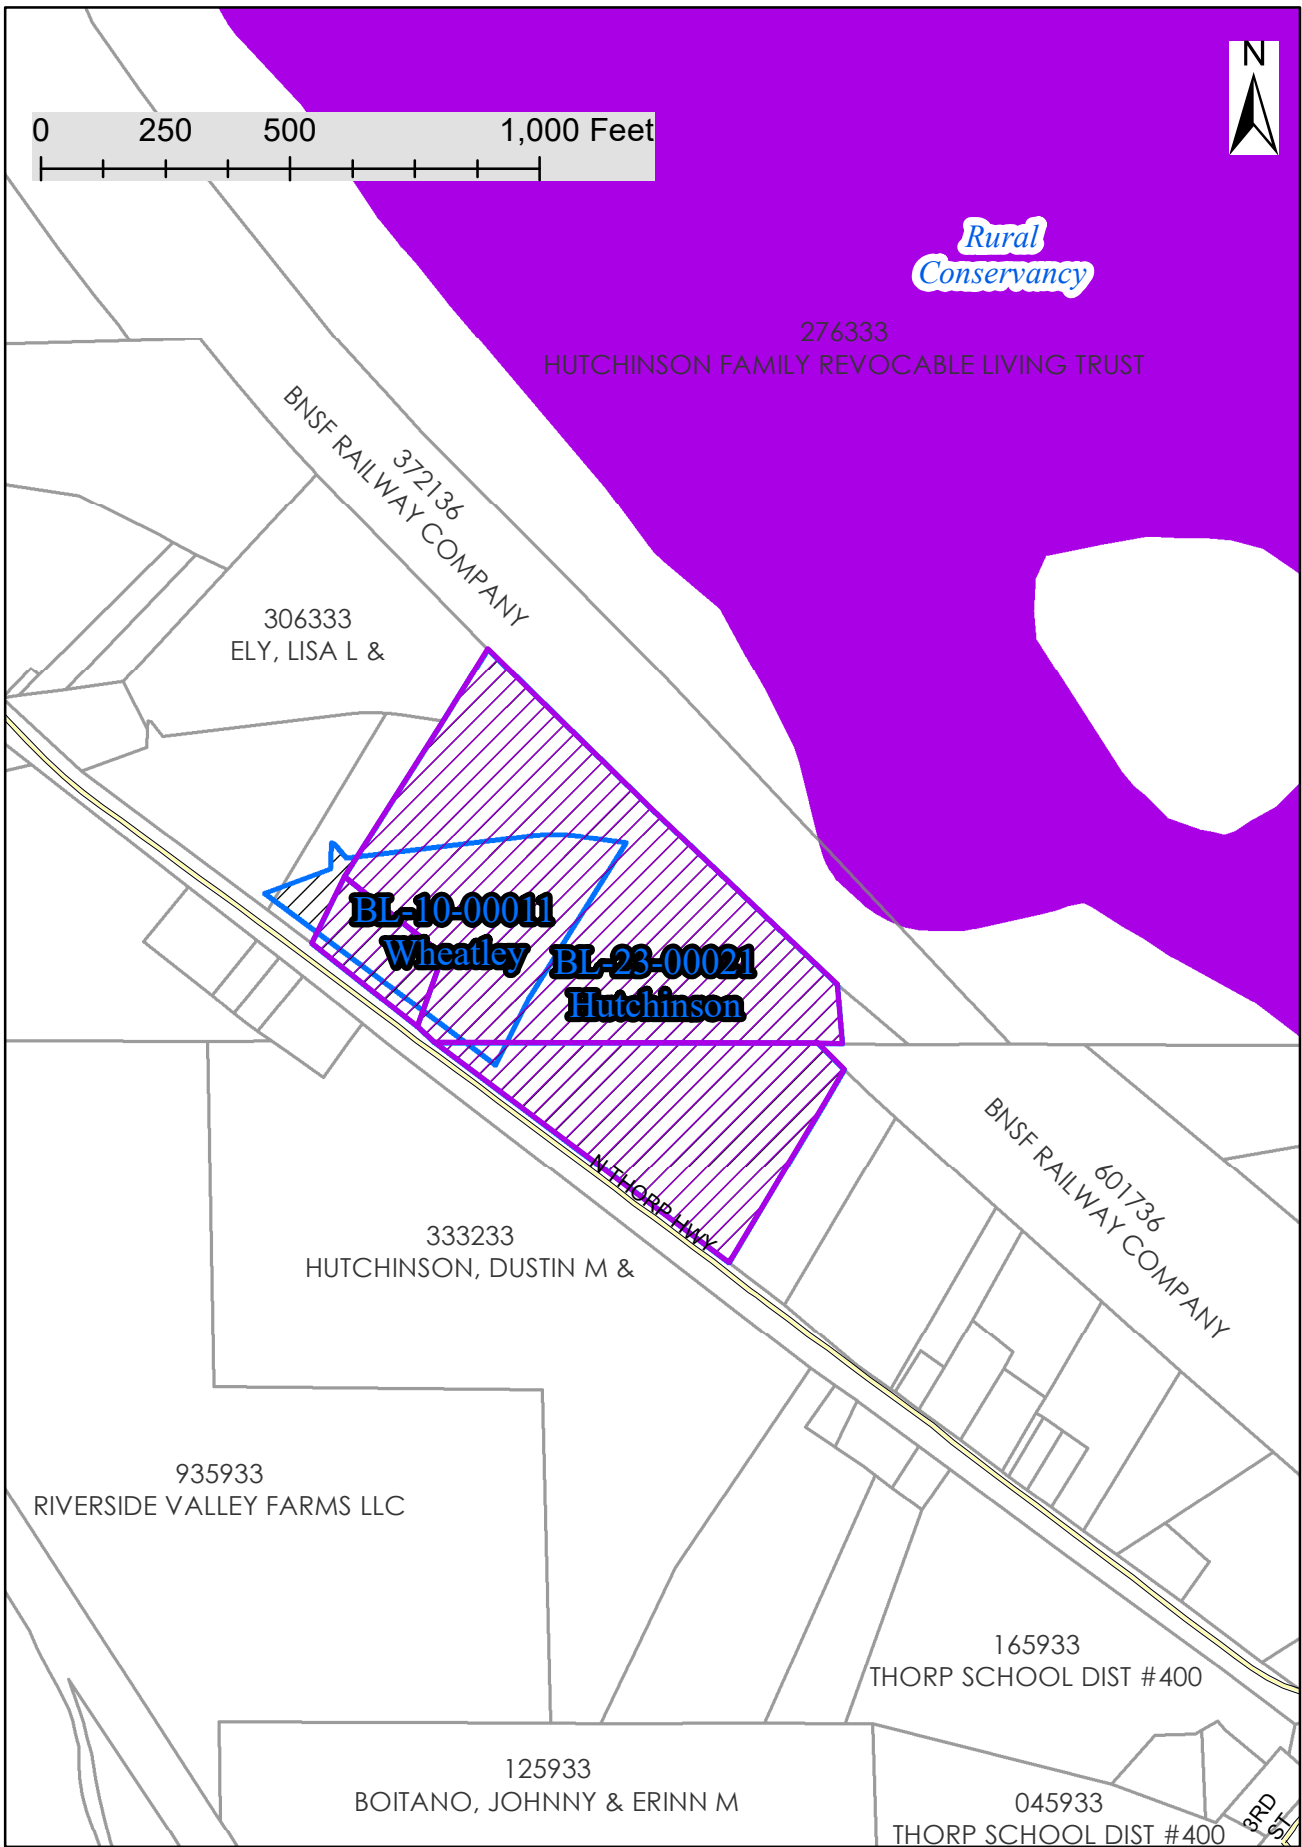 N
0 250 500 1,000 Feet
Rural
Conservancy
276333
HUTCHINSON FAMILY REVOCABLE LIVING TRUST
372136
BNSF RAILWAY COMPANY
306333
ELY, LISA L &
BL-10-00011
Wheatley
BL-23-00021
Hutchinson
601736
BNSF RAILWAY COMPANY
N THORP HWY
333233
HUTCHINSON, DUSTIN M &
935933
RIVERSIDE VALLEY FARMS LLC
165933
THORP SCHOOL DIST #400
125933
BOITANO, JOHNNY & ERINN M
045933
THORP SCHOOL DIST #400
3RD
ST